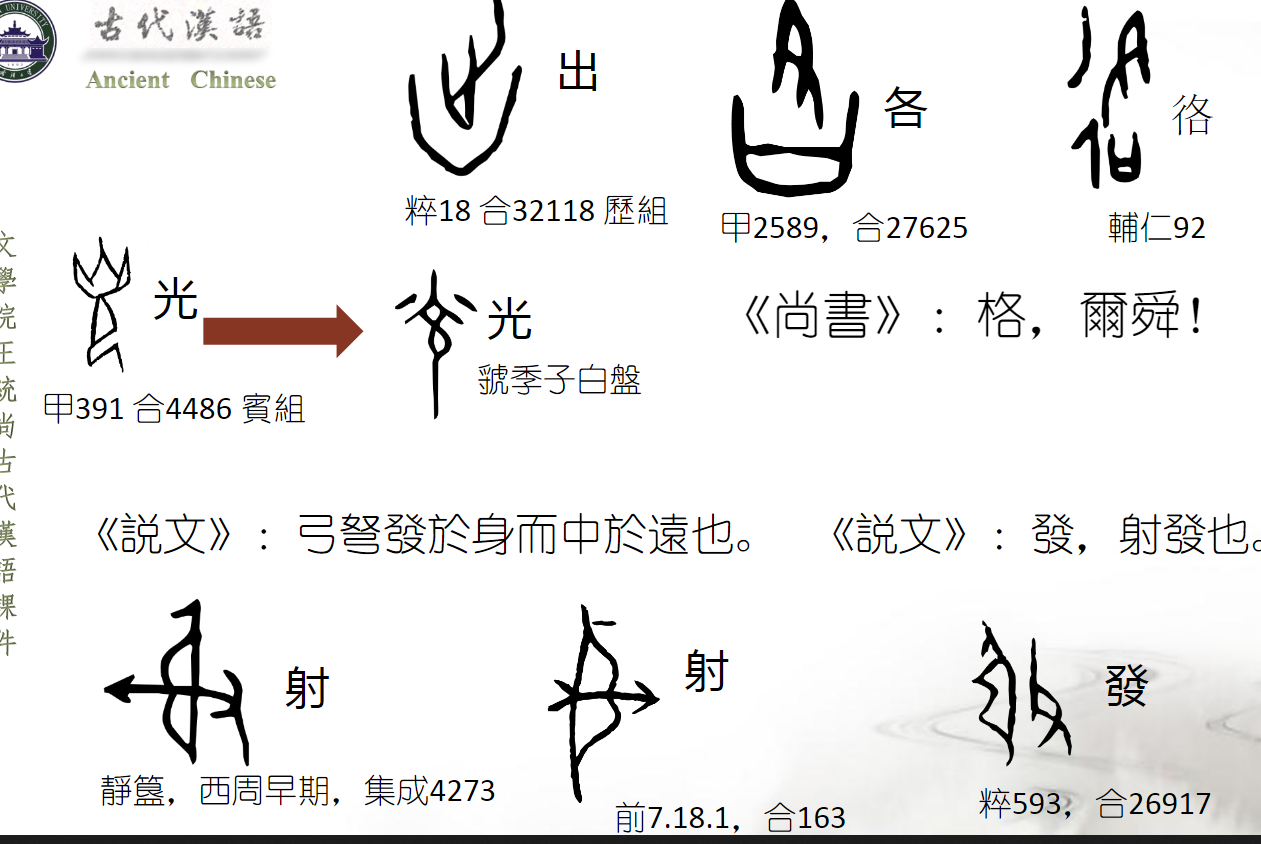 古代漢語
Ancient Chinese
出
各
徃
粹18 合32118 歷組
甲2589，合27625
輔仁92
光
光
甲391 合4486 賓組
虢季子白盤
《尚書》：格，爾舜！
文學院王統尚古代漢語課件
《説文》：弓弩發於身而中於遠也。
《説文》：發，射發也。
射
射
發
靜簋，西周早期，集成4273
前7.18.1，合163
粹593，合26917